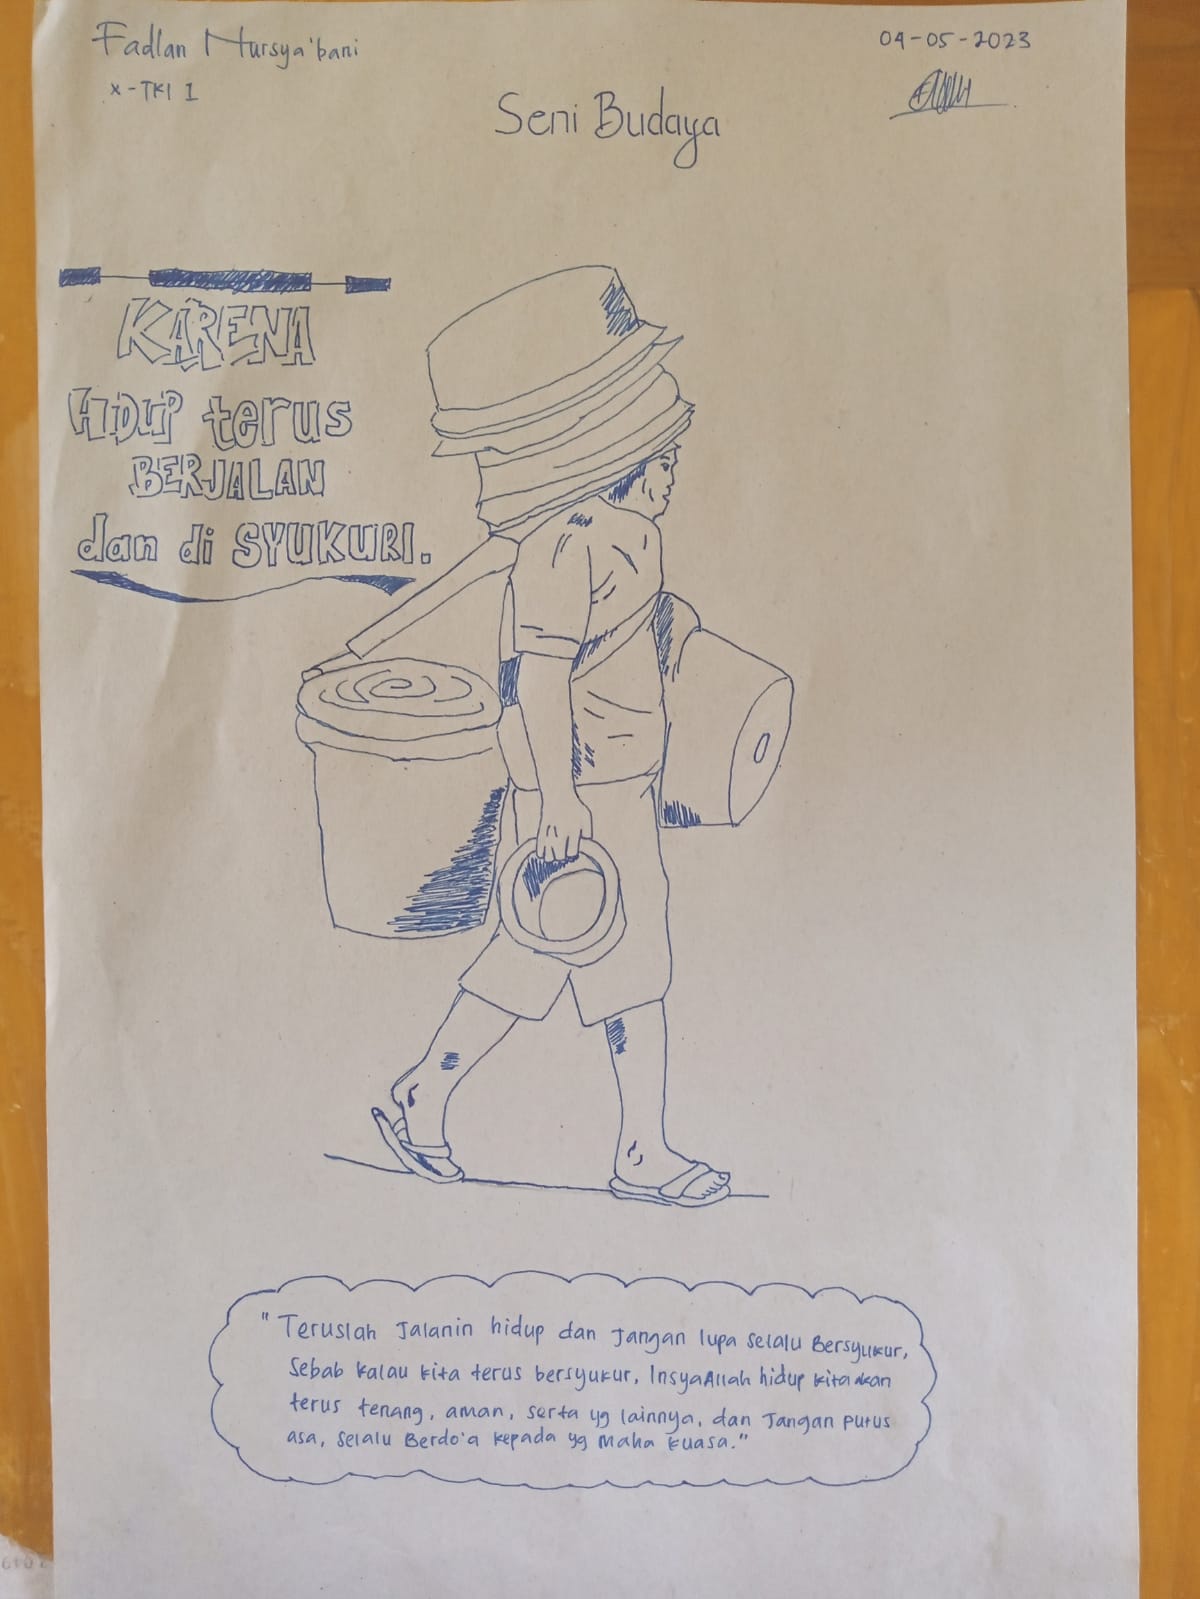 Fadlan Nursya'bani
04-05-2023
X-TKI 1
Seni Budaya
KARENA
HIDUP terus
BERJALAN
dan di SYUKURI.
"Teruslah Jalanin hidup dan Jangan lupa selalu Bersyukur,
Sebab kalau kita terus bersyukur, InsyaAllah hidup kita akan
terus tenang, aman, serta yg lainnya, dan Jangan putus
asa, selalu Berdo'a kepada yg Maha kuasa."